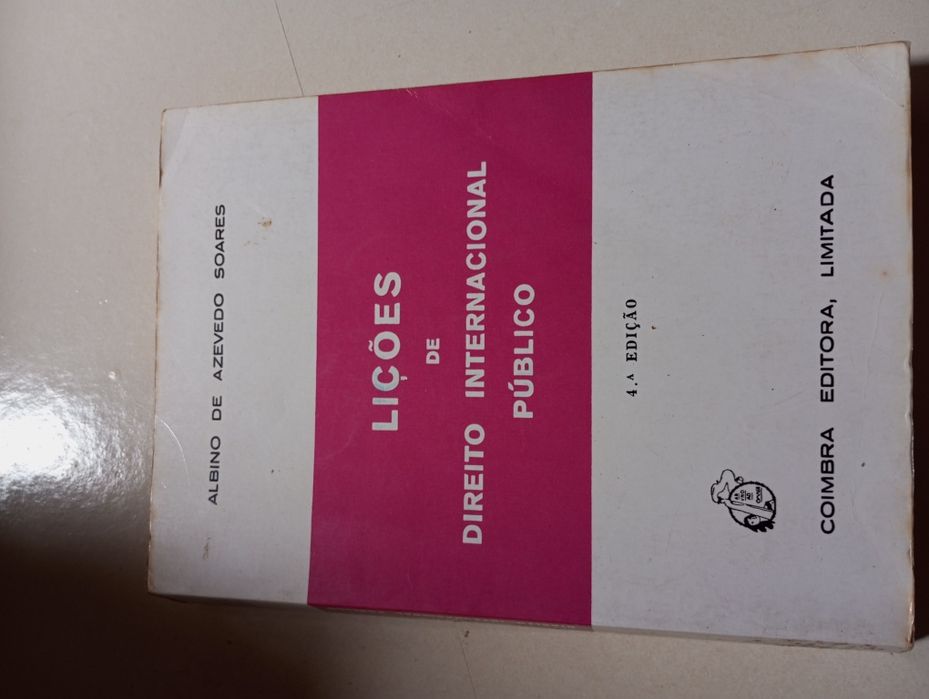 ALBINO DE AZEVEDO SOARES
LIÇÕES
DE
DIREITO INTERNACIONAL
PÚBLICO
4.ª EDIÇÃO
COIMBRA EDITORA, LIMITADA